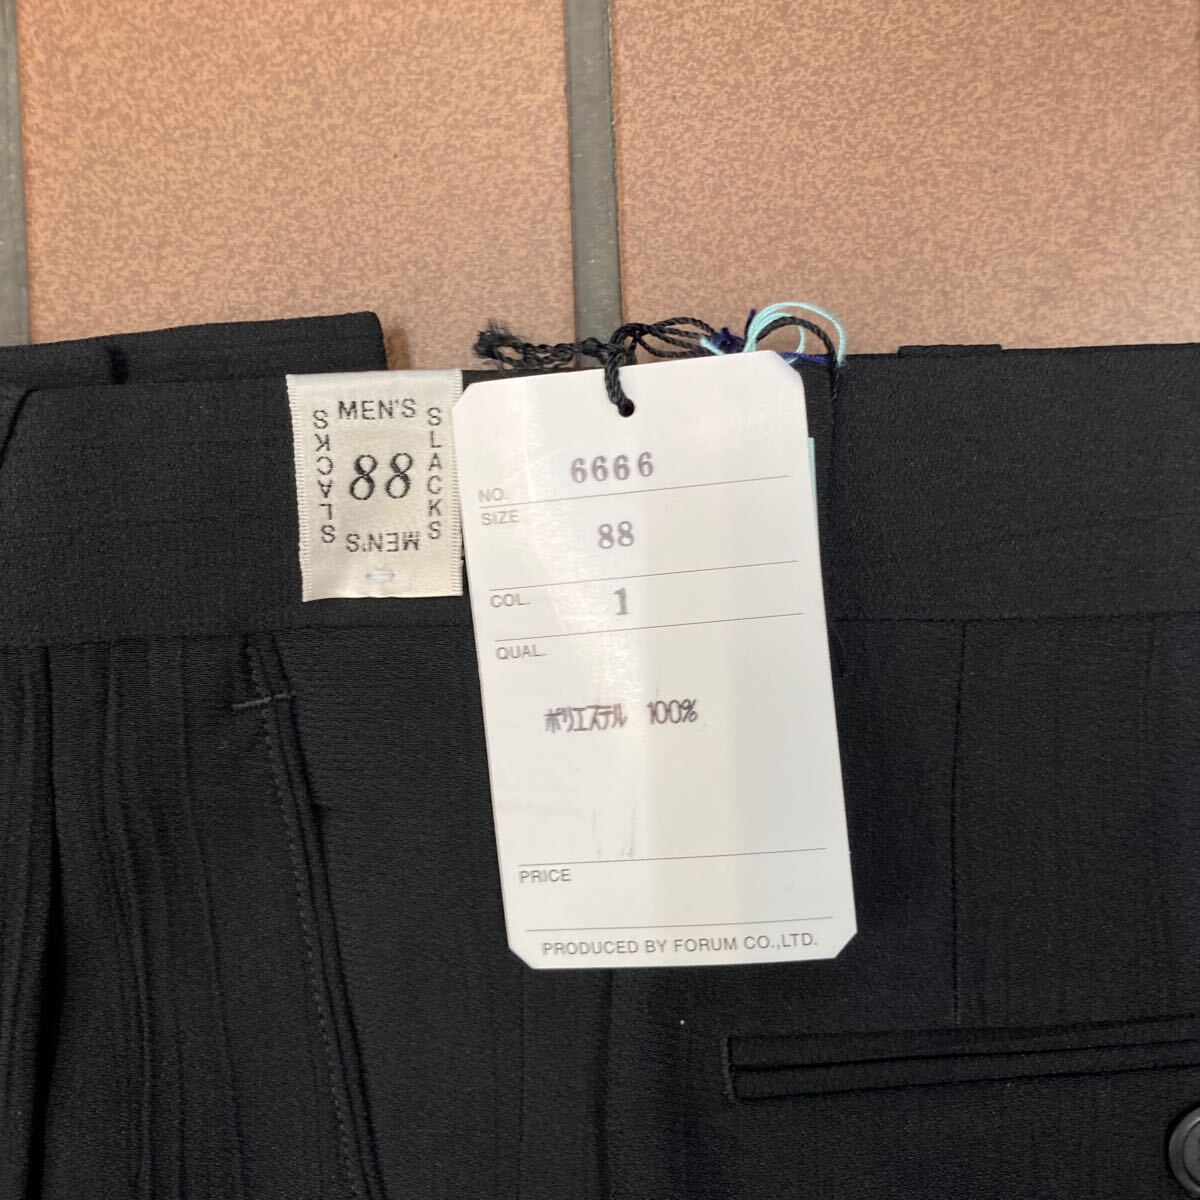 MEN'S
SLACKS
88
SLACKS
MEN'S
NO. 6666
SIZE 88
COL. 1
QUAL.
ポリエステル 100%
PRICE
PRODUCED BY FORUM CO.,LTD.